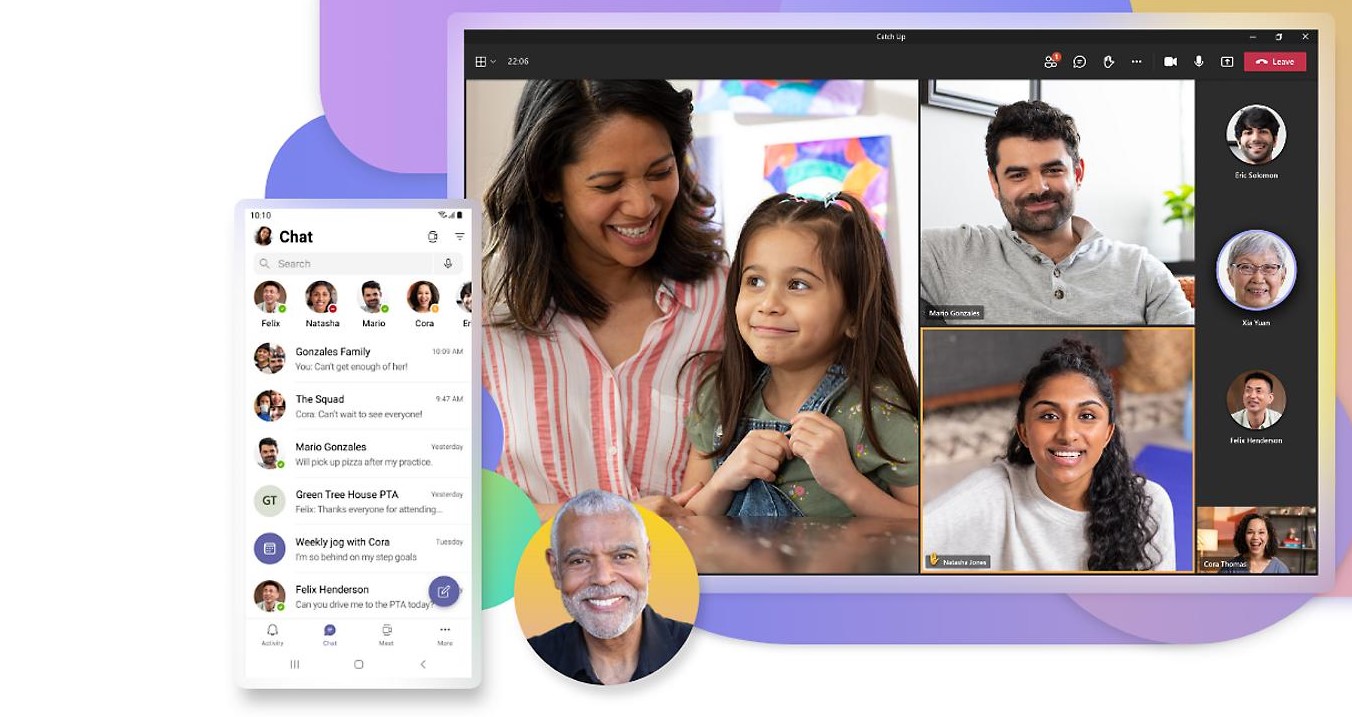 Catch Up
22:06
1
Leave
Eric Solomon
Xia Yuan
Mario Gonzales
Felix Henderson
Natasha Jones
Cora Thomas
10:10
Chat
Search
Felix
Natasha
Mario
Cora
Er
Gonzales Family
10:09 AM
You: Can't get enough of her!
The Squad
9:47 AM
Cora: Can't wait to see everyone!
Mario Gonzales
Yesterday
Will pick up pizza after my practice.
GT
Green Tree House PTA
Yesterday
Felix: Thanks everyone for attending...
Weekly jog with Cora
Tuesday
I'm so behind on my step goals
Felix Henderson
Can you drive me to the PTA today?
Activity
Chat
Meet
More